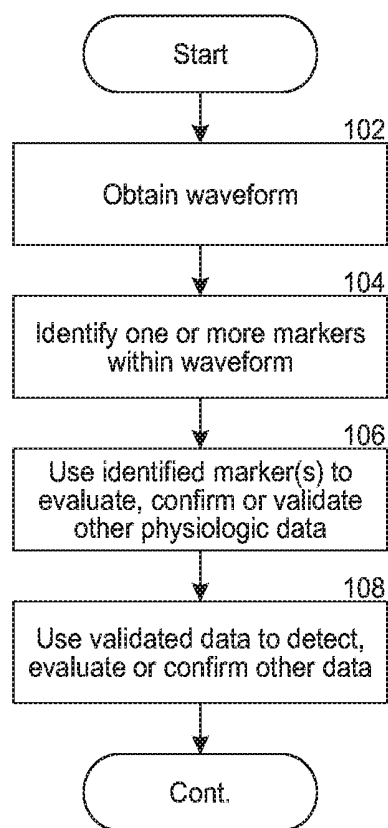 Start
102
Obtain waveform
104
Identify one or more markers
within waveform
106
Use identified marker(s) to
evaluate, confirm or validate
other physiologic data
108
Use validated data to detect,
evaluate or confirm other data
Cont.